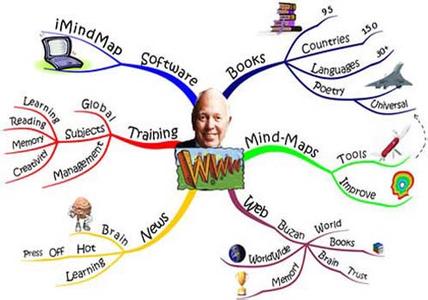 iMindMap
Software
Books
95
Countries
150
Languages
30+
Poetry
Universal
Training
Global
Subjects
Learning
Reading
Memory
Creativity
Management
Mind-Maps
Tools
Improve
WWW
News
Brain
Hot
Off
Press
Learning
Web
Buzan World
Books
Brain Trust
WorldWide
Memory